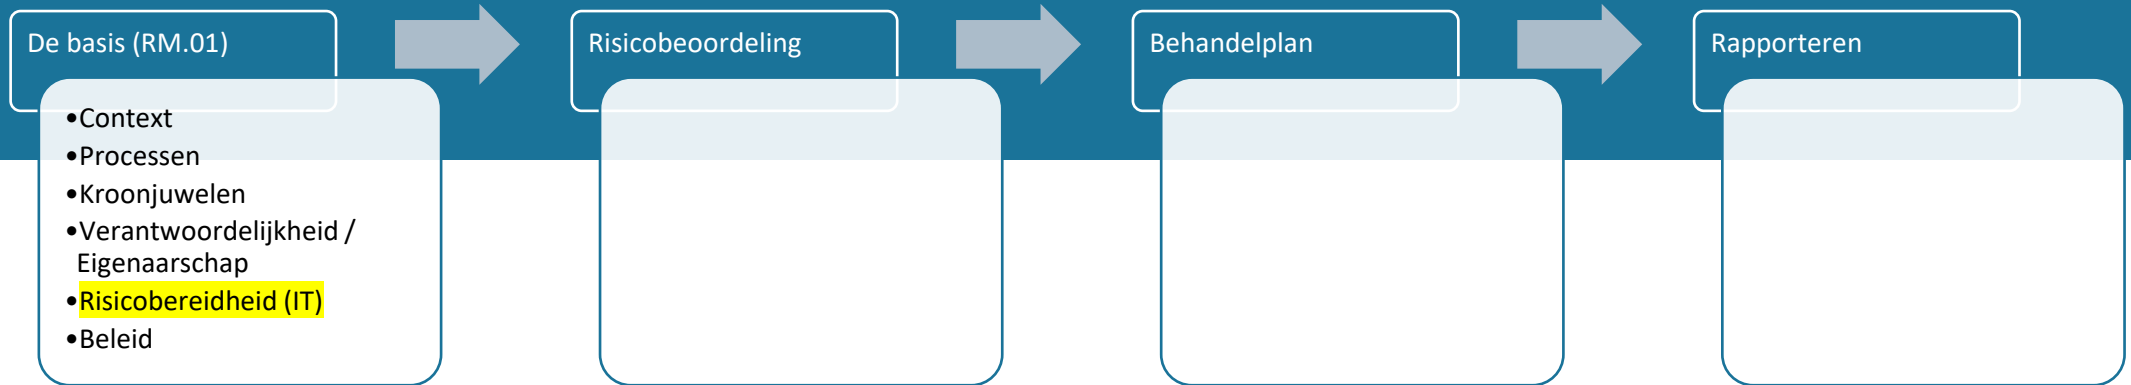 De basis (RM.01)
Risicobeoordeling
Behandelplan
Rapporteren
•Context
•Processen
•Kroonjuwelen
•Verantwoordelijkheid /
Eigenaarschap
•Risicobereidheid (IT)
•Beleid